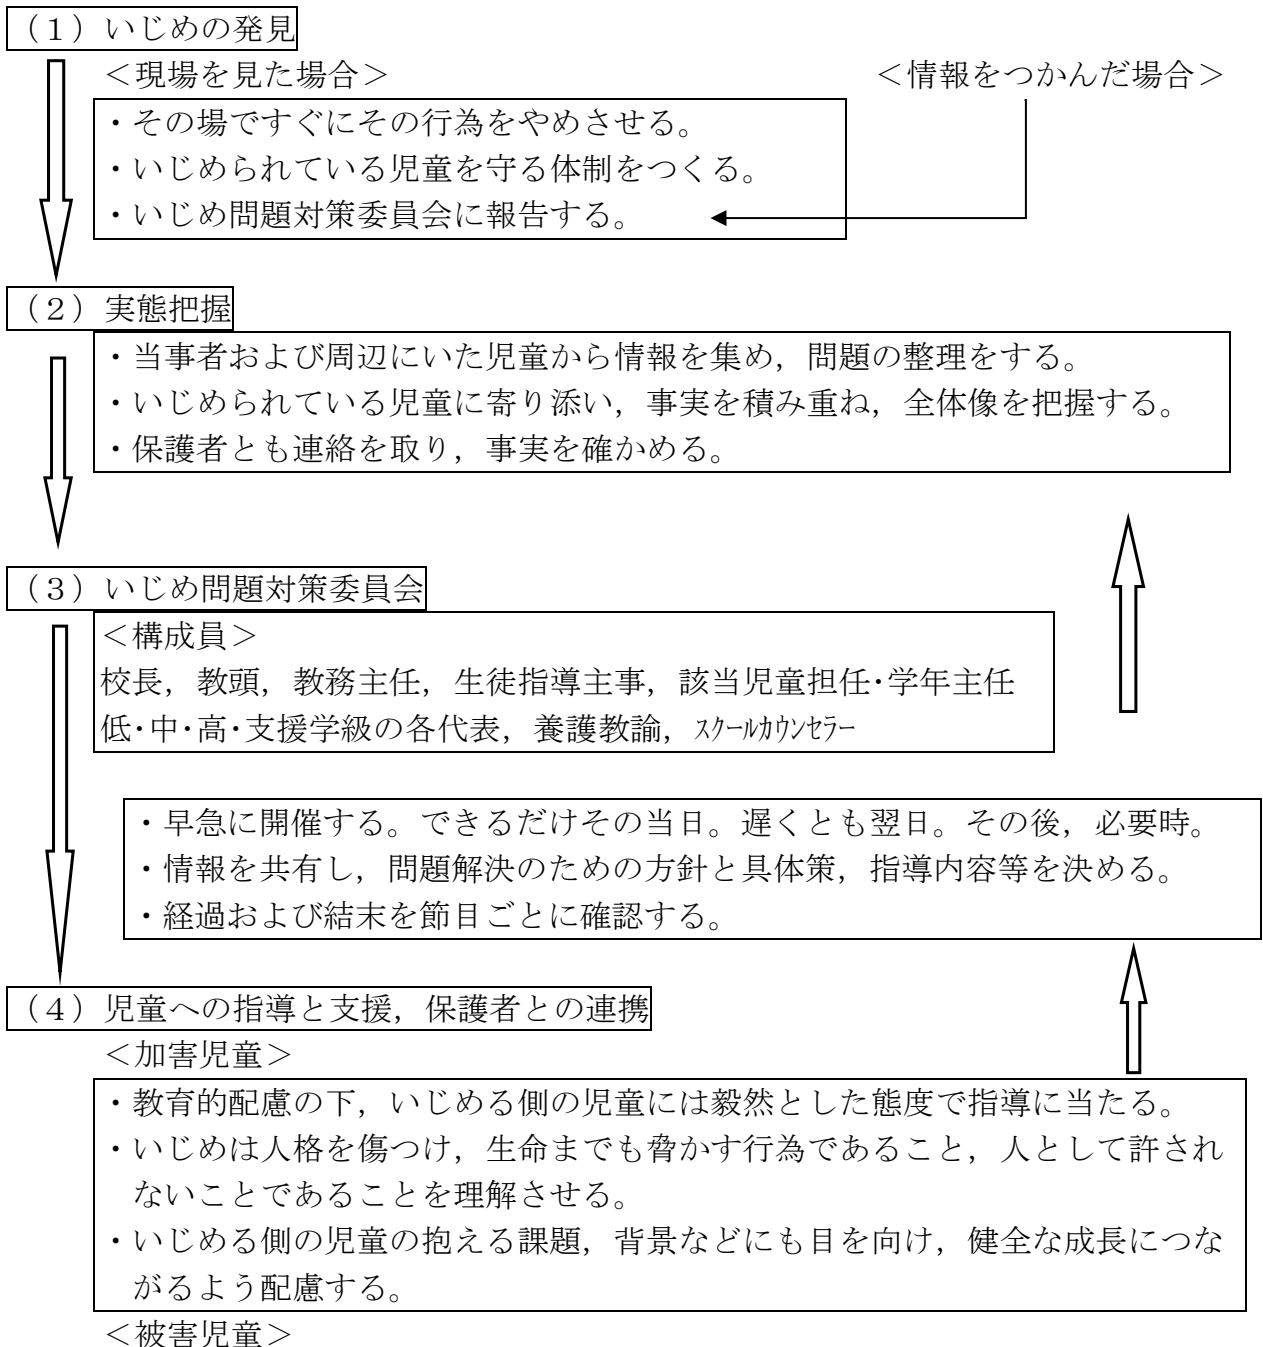 （１）いじめの発見
＜現場を見た場合＞
＜情報をつかんだ場合＞
・その場ですぐにその行為をやめさせる。
・いじめられている児童を守る体制をつくる。
・いじめ問題対策委員会に報告する。
（２）実態把握
・当事者および周辺にいた児童から情報を集め，問題の整理をする。
・いじめられている児童に寄り添い，事実を積み重ね，全体像を把握する。
・保護者とも連絡を取り，事実を確かめる。
（３）いじめ問題対策委員会
＜構成員＞
校長，教頭，教務主任，生徒指導主事，該当児童担任･学年主任
低･中･高･支援学級の各代表，養護教諭，ｽｸｰﾙｶｳﾝｾﾗｰ
・早急に開催する。できるだけその当日。遅くとも翌日。その後，必要時。
・情報を共有し，問題解決のための方針と具体策，指導内容等を決める。
・経過および結末を節目ごとに確認する。
（４）児童への指導と支援，保護者との連携
＜加害児童＞
・教育的配慮の下，いじめる側の児童には毅然とした態度で指導に当たる。
・いじめは人格を傷つけ，生命までも脅かす行為であること，人として許され
ないことであることを理解させる。
・いじめる側の児童の抱える課題，背景などにも目を向け，健全な成長につな
がるよう配慮する。
＜被害児童＞